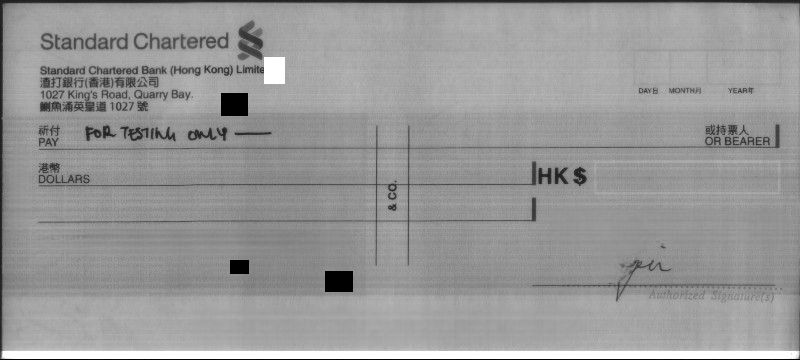 Standard Chartered
Standard Chartered Bank (Hong Kong) Limite
渣打銀行(香港)有限公司
1027 King's Road, Quarry Bay.
鰂魚涌英皇道 1027 號
DAY日 MONTH月 YEAR年
祈付
PAY
FOR TESTING ONLY
或持票人
OR BEARER
港幣
DOLLARS
HK $
& CO.
Authorized Signature(s)